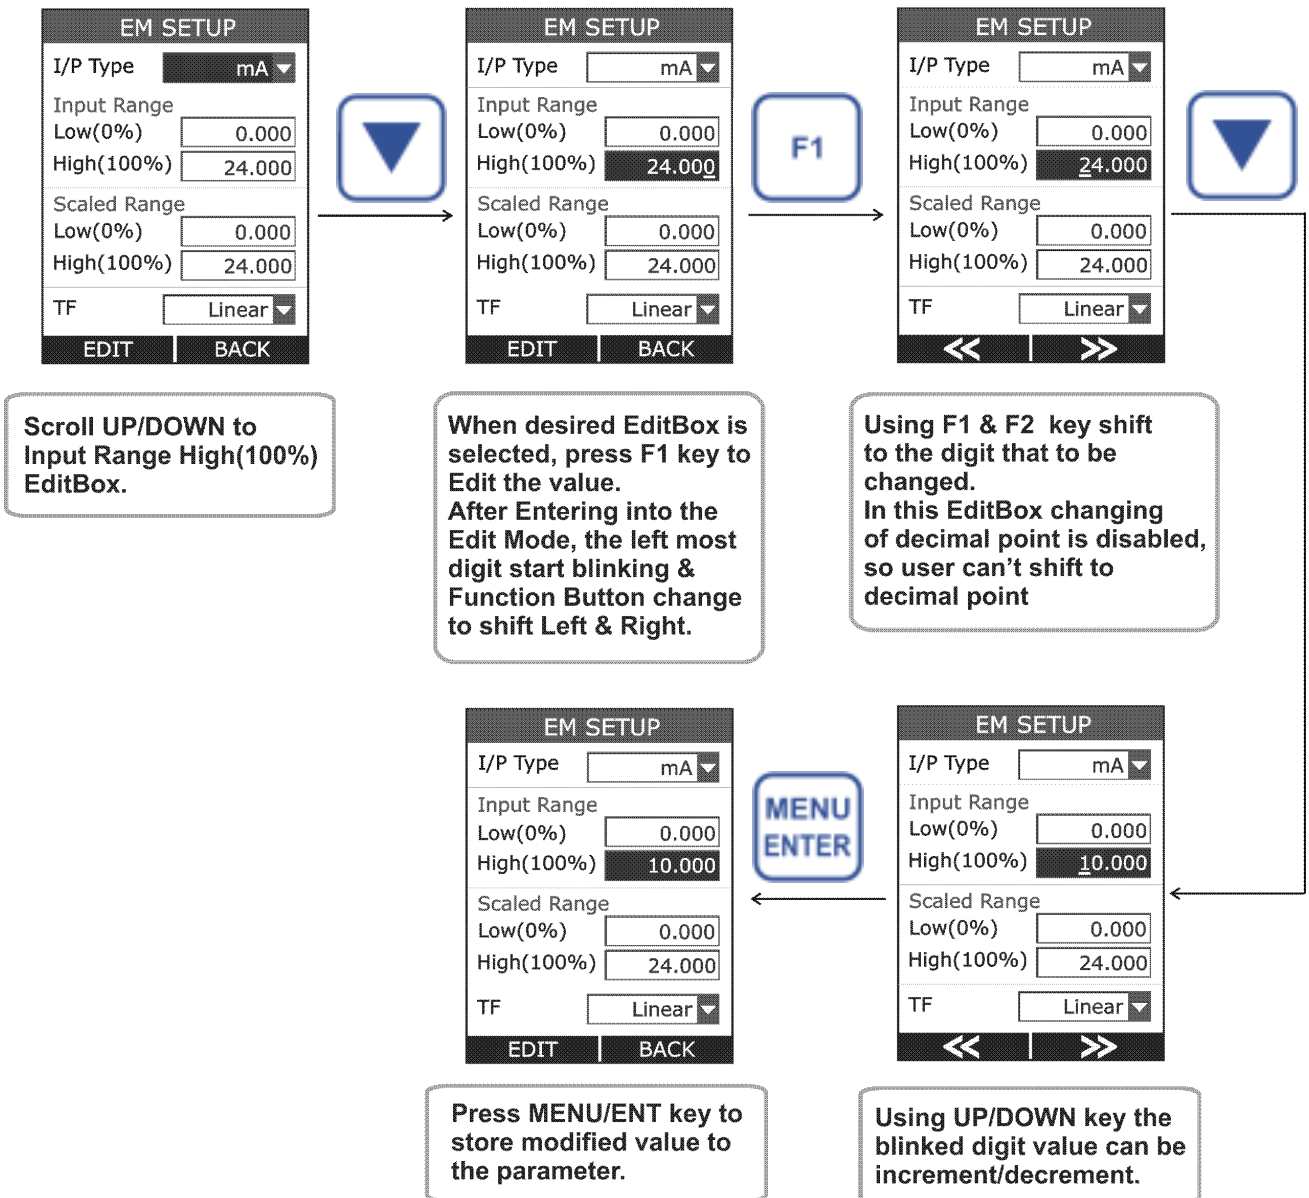 EM SETUP
I/P Type mA
Input Range
Low(0%) 0.000
High(100%) 24.000
Scaled Range
Low(0%) 0.000
High(100%) 24.000
TF Linear
EDIT BACK
EM SETUP
I/P Type mA
Input Range
Low(0%) 0.000
High(100%) 24.000
Scaled Range
Low(0%) 0.000
High(100%) 24.000
TF Linear
EDIT BACK
F1
EM SETUP
I/P Type mA
Input Range
Low(0%) 0.000
High(100%) 24.000
Scaled Range
Low(0%) 0.000
High(100%) 24.000
TF Linear
<< >>
Scroll UP/DOWN to
Input Range High(100%)
EditBox.
When desired EditBox is
selected, press F1 key to
Edit the value.
After Entering into the
Edit Mode, the left most
digit start blinking &
Function Button change
to shift Left & Right.
Using F1 & F2 key shift
to the digit that to be
changed.
In this EditBox changing
of decimal point is disabled,
so user can't shift to
decimal point
EM SETUP
I/P Type mA
Input Range
Low(0%) 0.000
High(100%) 10.000
Scaled Range
Low(0%) 0.000
High(100%) 24.000
TF Linear
EDIT BACK
MENU
ENTER
EM SETUP
I/P Type mA
Input Range
Low(0%) 0.000
High(100%) 10.000
Scaled Range
Low(0%) 0.000
High(100%) 24.000
TF Linear
<< >>
Press MENU/ENT key to
store modified value to
the parameter.
Using UP/DOWN key the
blinked digit value can be
increment/decrement.